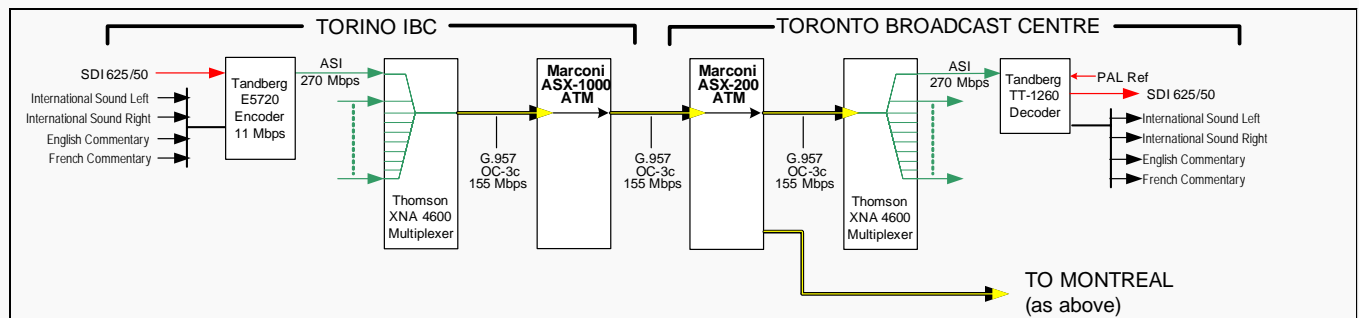 TORINO IBC
TORONTO BROADCAST CENTRE
SDI 625/50
International Sound Left
International Sound Right
English Commentary
French Commentary
Tandberg
E5720
Encoder
11 Mbps
ASI
270 Mbps
Thomson
XNA 4600
Multiplexer
G.957
OC-3c
155 Mbps
Marconi
ASX-1000
ATM
G.957
OC-3c
155 Mbps
Marconi
ASX-200
ATM
G.957
OC-3c
155 Mbps
Thomson
XNA 4600
Multiplexer
ASI
270 Mbps
Tandberg
TT-1260
Decoder
PAL Ref
SDI 625/50
International Sound Left
International Sound Right
English Commentary
French Commentary
TO MONTREAL
(as above)